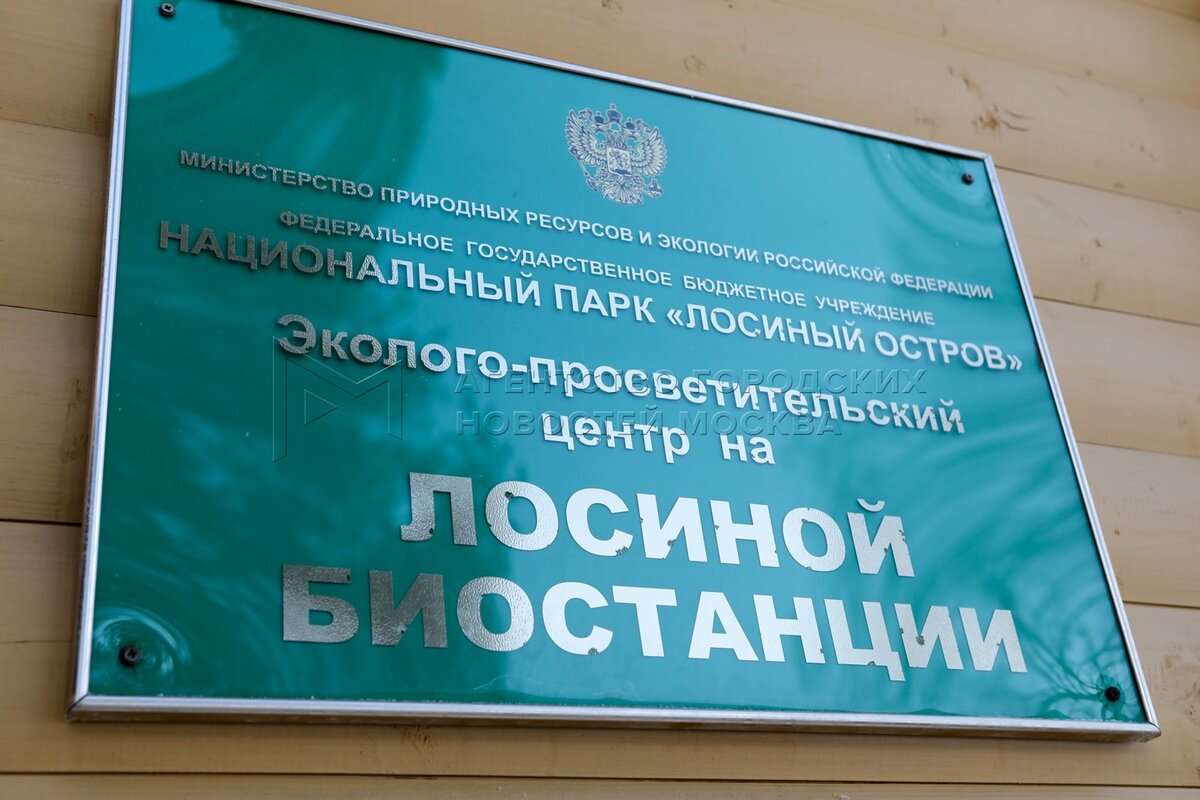 МИНИСТЕРСТВО ПРИРОДНЫХ РЕСУРСОВ И ЭКОЛОГИИ РОССИЙСКОЙ ФЕДЕРАЦИИ
ФЕДЕРАЛЬНОЕ ГОСУДАРСТВЕННОЕ БЮДЖЕТНОЕ УЧРЕЖДЕНИЕ
НАЦИОНАЛЬНЫЙ ПАРК «ЛОСИНЫЙ ОСТРОВ»
Эколого-просветительский
центр на
ЛОСИНОЙ
БИОСТАНЦИИ
АГЕНТСТВО ГОРОДСКИХ
НОВОСТЕЙ МОСКВА